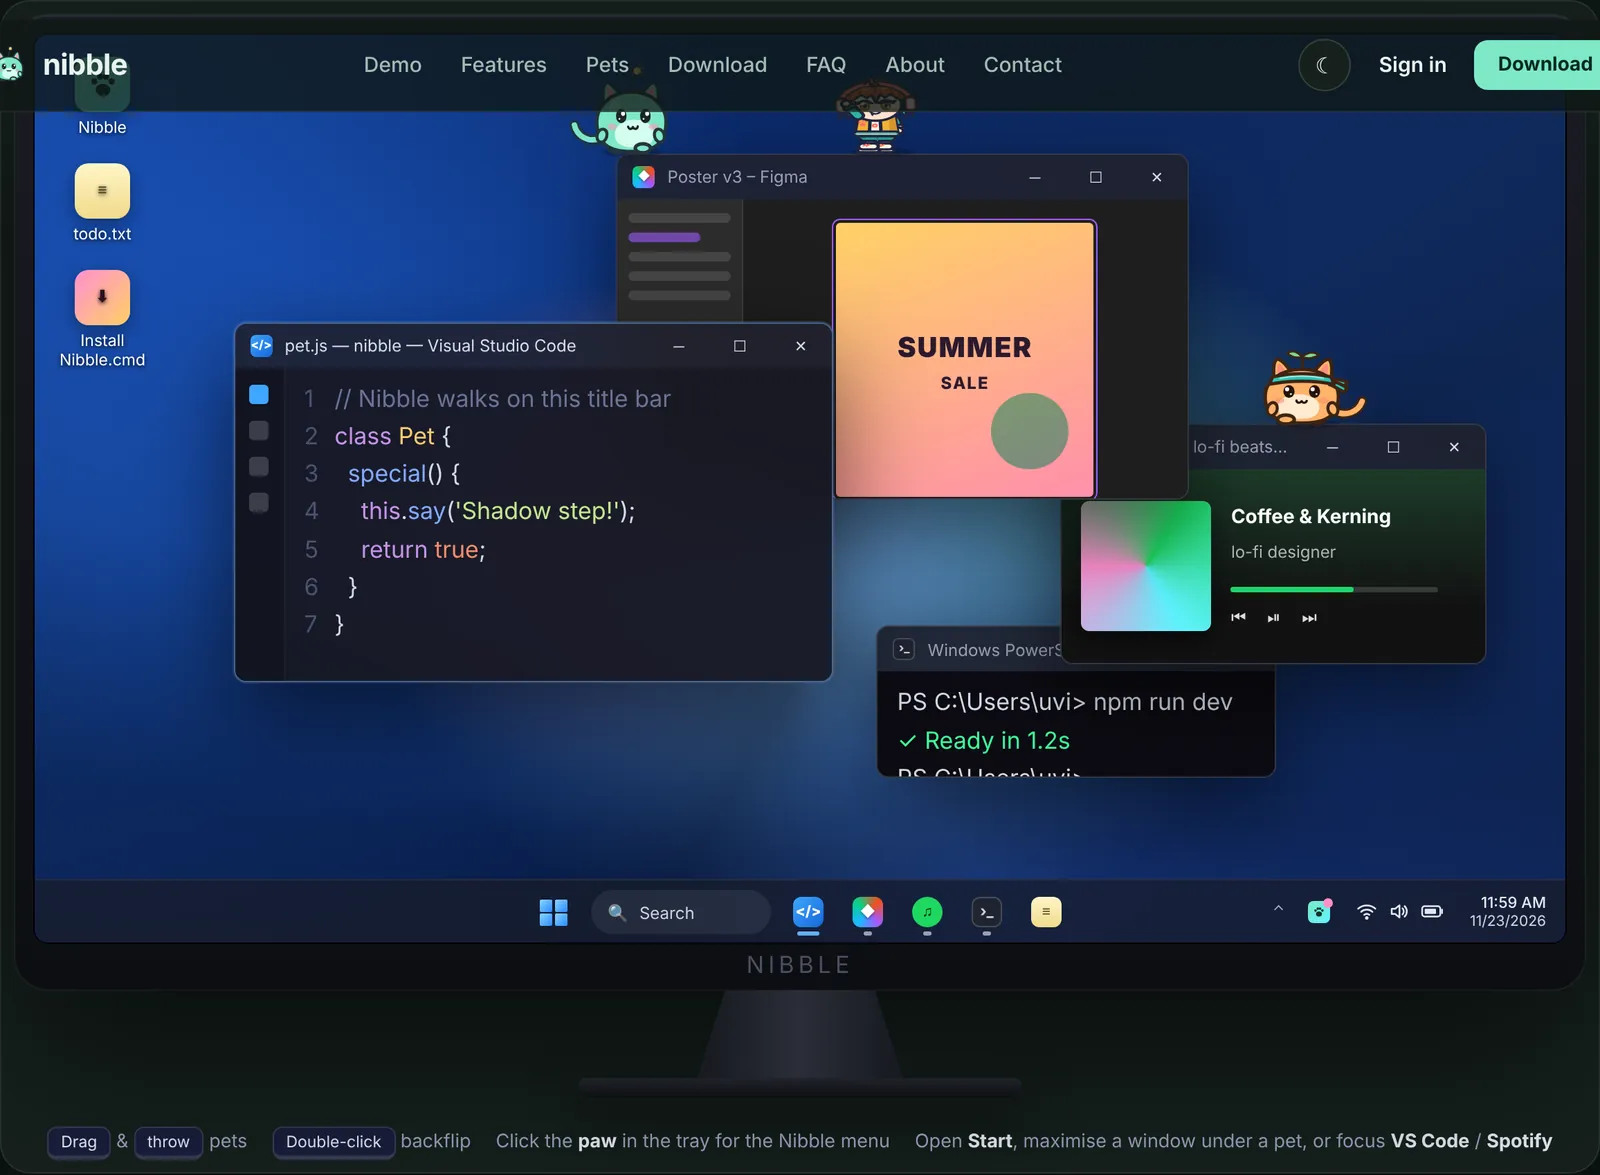 nibble
Demo Features Pets Download FAQ About Contact
Sign in
Download
Nibble
todo.txt
Install
Nibble.cmd
Poster v3 – Figma
SUMMER
SALE
pet.js — nibble — Visual Studio Code
1 // Nibble walks on this title bar
2 class Pet {
3 special() {
4 this.say('Shadow step!');
5 return true;
6 }
7 }
lo-fi beats...
Coffee & Kerning
lo-fi designer
Windows PowerS
PS C:\Users\uvi> npm run dev
✓ Ready in 1.2s
PS C:\Users\uvi>
Search
11:59 AM
11/23/2026
NIBBLE
Drag & throw pets Double-click backflip Click the paw in the tray for the Nibble menu Open Start, maximise a window under a pet, or focus VS Code / Spotify